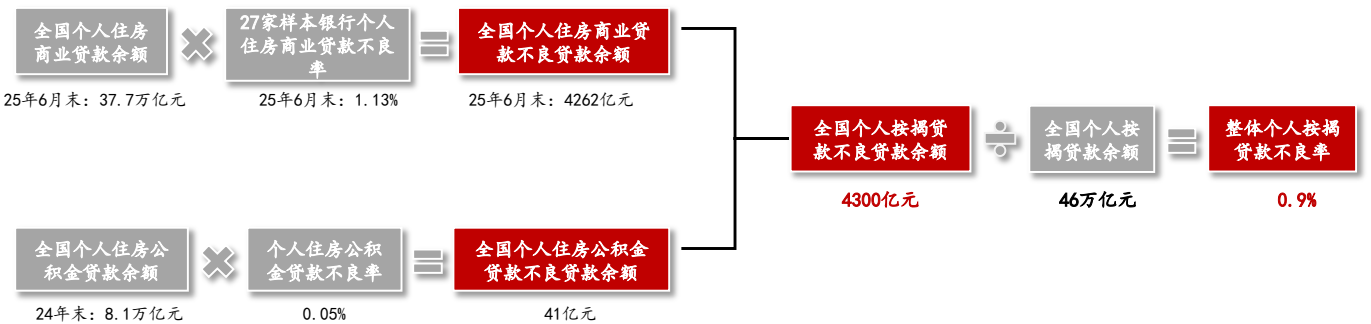 全国个人住房
商业贷款余额
27家样本银行个人
住房商业贷款不良
率
全国个人住房商业贷
款不良贷款余额
25年6月末：37.7万亿元
25年6月末：1.13%
25年6月末：4262亿元
全国个人按揭贷
款不良贷款余额
全国个人按
揭贷款余额
整体个人按揭
贷款不良率
4300亿元
46万亿元
0.9%
全国个人住房公
积金贷款余额
个人住房公积
金贷款不良率
全国个人住房公积金
贷款不良贷款余额
24年末：8.1万亿元
0.05%
41亿元